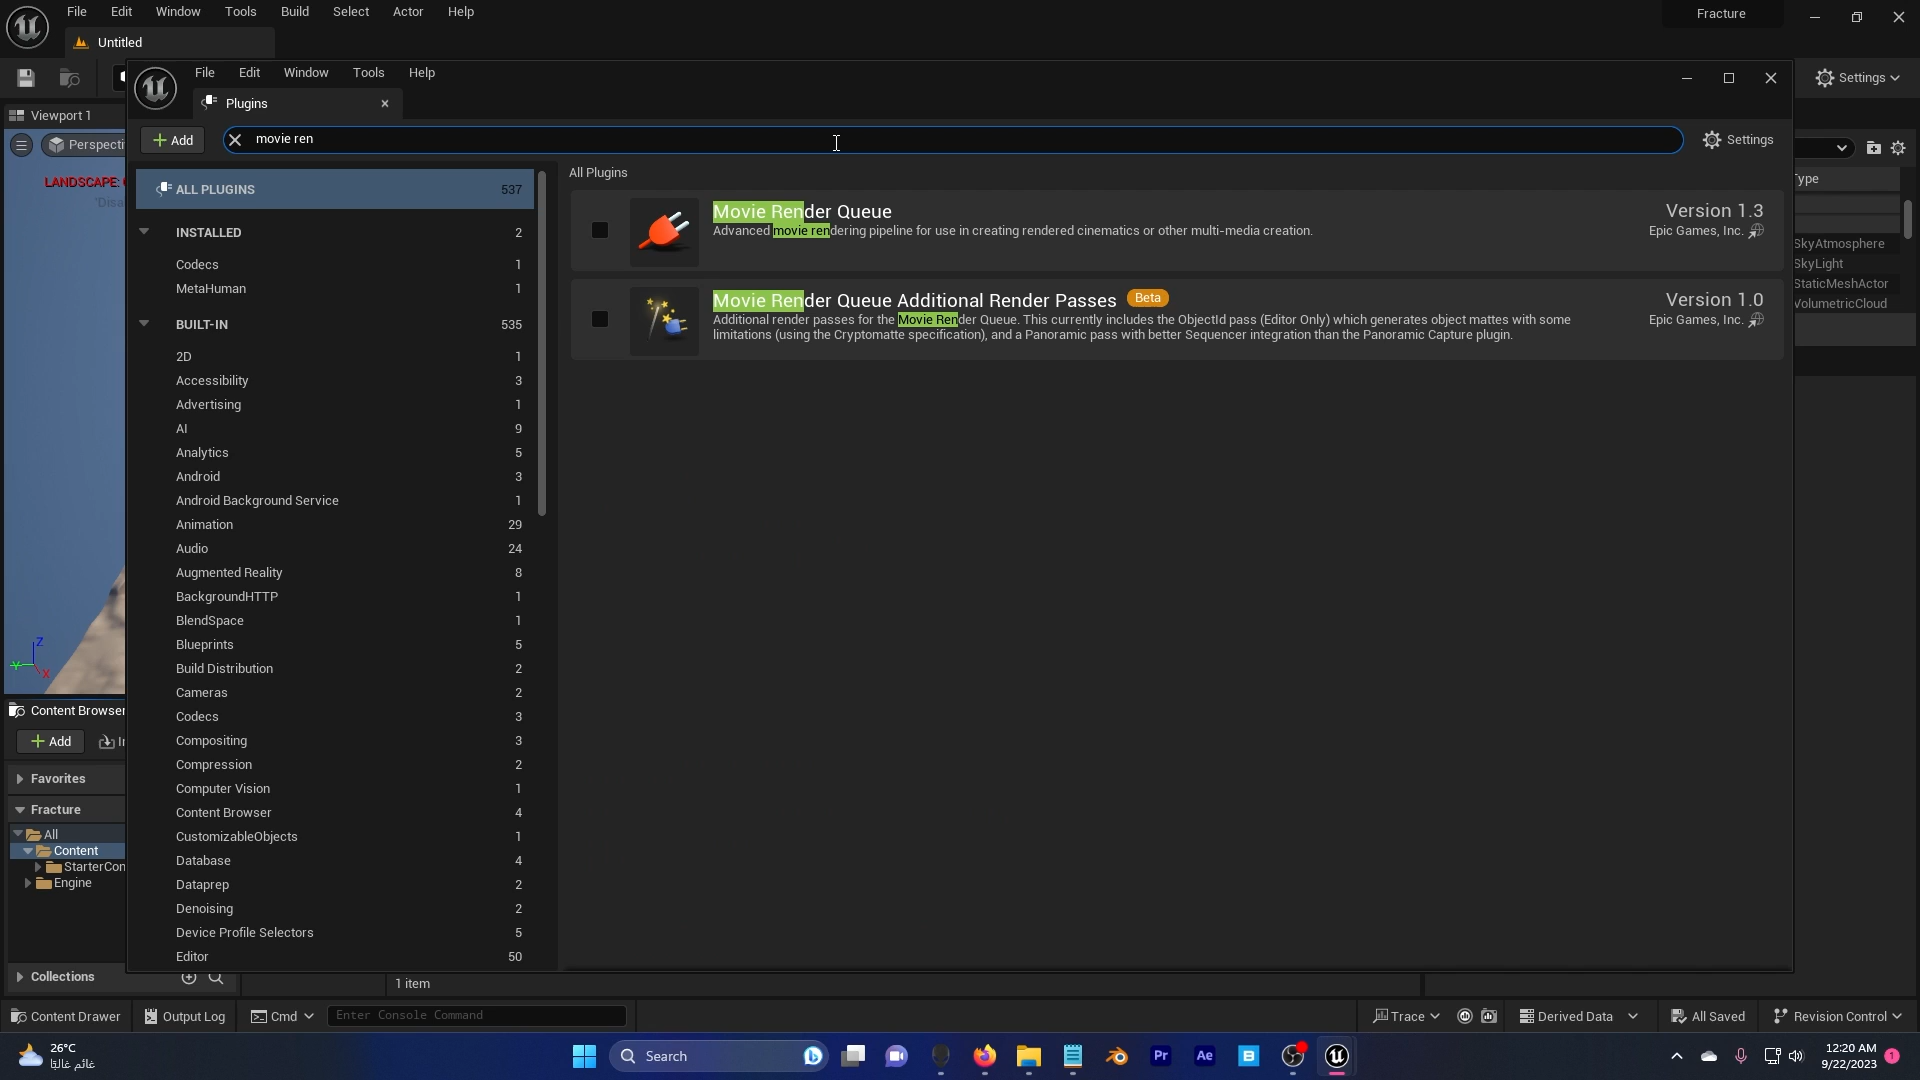 File Edit Window Tools Build Select Actor Help
Fracture
Untitled
Settings
File Edit Window Tools Help
Plugins
Viewport 1
Add
movie ren
Settings
Perspecti
LANDSCAPE:
"Disa
All Plugins
ALL PLUGINS 537
INSTALLED 2
Codecs 1
MetaHuman 1
BUILT-IN 535
2D 1
Accessibility 3
Advertising 1
AI 9
Analytics 5
Android 3
Android Background Service 1
Animation 29
Audio 24
Augmented Reality 8
BackgroundHTTP 1
BlendSpace 1
Blueprints 5
Build Distribution 2
Cameras 2
Codecs 3
Compositing 3
Compression 2
Computer Vision 1
Content Browser 4
CustomizableObjects 1
Database 4
Dataprep 2
Denoising 2
Device Profile Selectors 5
Editor 50
Movie Render Queue
Version 1.3
Advanced movie rendering pipeline for use in creating rendered cinematics or other multi-media creation.
Epic Games, Inc.
Movie Render Queue Additional Render Passes Beta
Version 1.0
Additional render passes for the Movie Render Queue. This currently includes the ObjectId pass (Editor Only) which generates object mattes with some
limitations (using the Cryptomatte specification), and a Panoramic pass with better Sequencer integration than the Panoramic Capture plugin.
Epic Games, Inc.
Type
SkyAtmosphere
SkyLight
StaticMeshActor
VolumetricCloud
Z
Y
X
Content Browser
Add
Favorites
Fracture
All
Content
StarterCon
Engine
Collections
1 item
Content Drawer Output Log Cmd Enter Console Command Trace Derived Data All Saved Revision Control
26°C
غائم غالبًا
Search
Pr
Ae
12:20 AM
9/22/2023
1